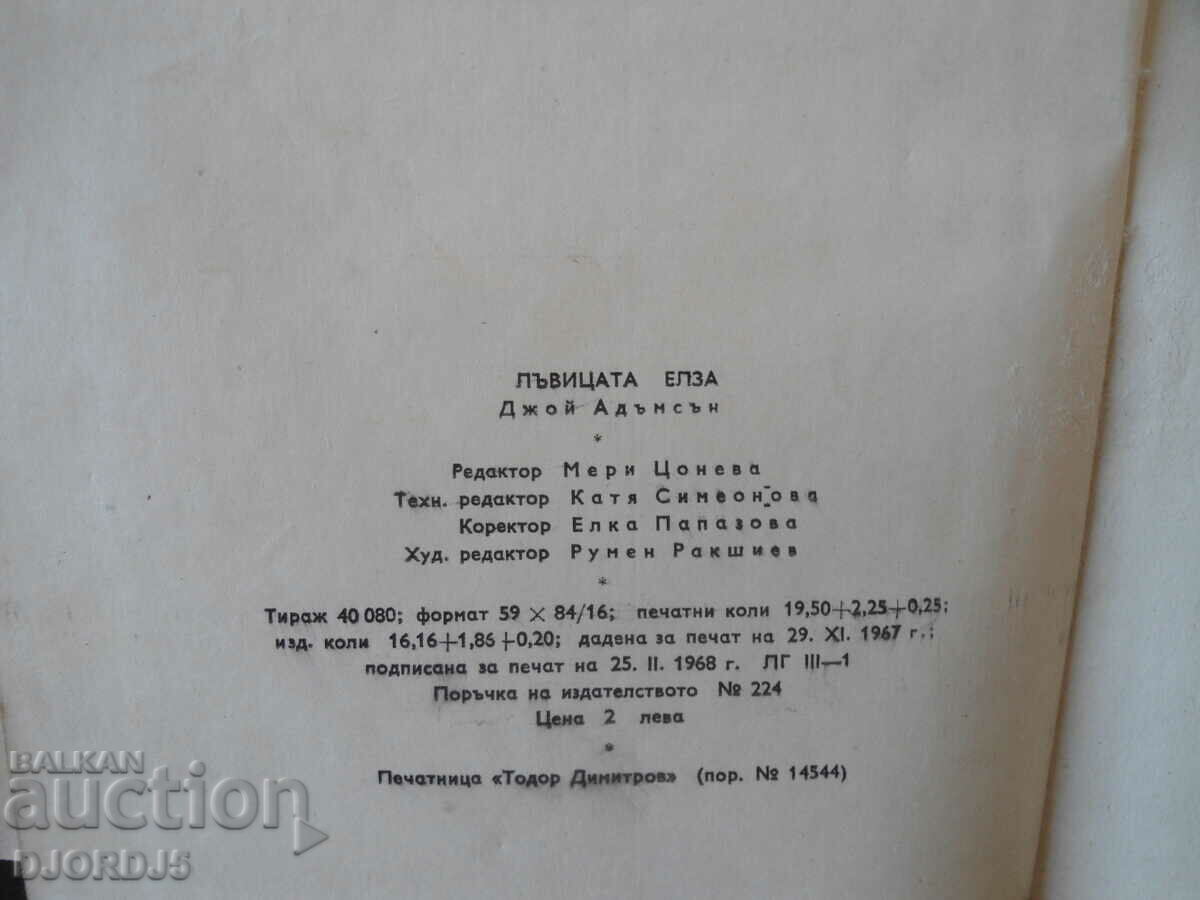 ЛЪВИЦАТА ЕЛЗА
Джой Адъмсън
*
Редактор Мери Цонева
Техн. редактор Катя Симеонова
Коректор Елка Папазова
Худ. редактор Румен Ракшиев
*
Тираж 40 080; формат 59 × 84/16; печатни коли 19,50+2,25+0,25;
изд. коли 16,16+1,86+0,20; дадена за печат на 29. XI. 1967 г.;
подписана за печат на 25. II. 1968 г. ЛГ III—1
Поръчка на издателството № 224
Цена 2 лева
*
Печатница «Тодор Димитров» (пор. № 14544)
BALKAN
auction
DJORDJ5